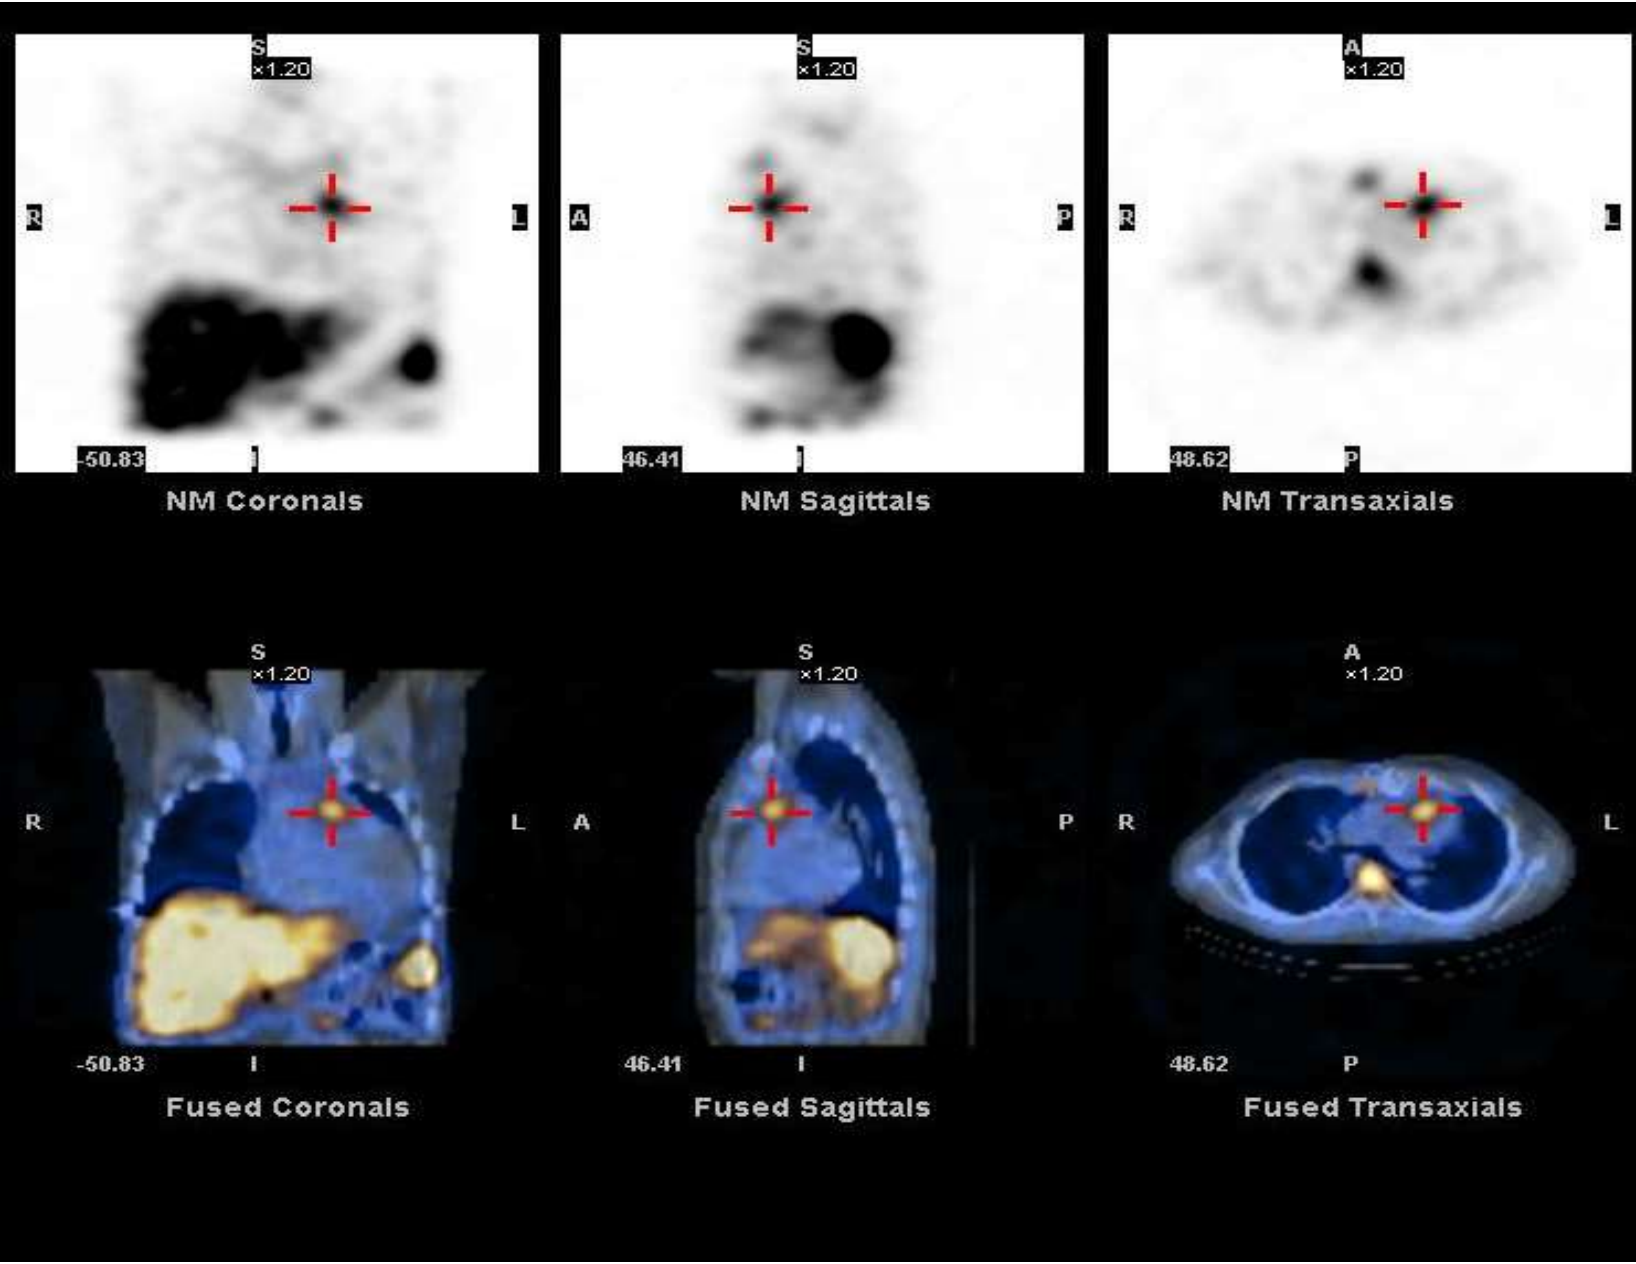 S S A
×1.20 ×1.20 ×1.20
R L A P R L
-50.83 I 46.41 I 48.62 P
NM Coronals NM Sagittals NM Transaxials
S S A
×1.20 ×1.20 ×1.20
R L A P R L
-50.83 I 46.41 I 48.62 P
Fused Coronals Fused Sagittals Fused Transaxials